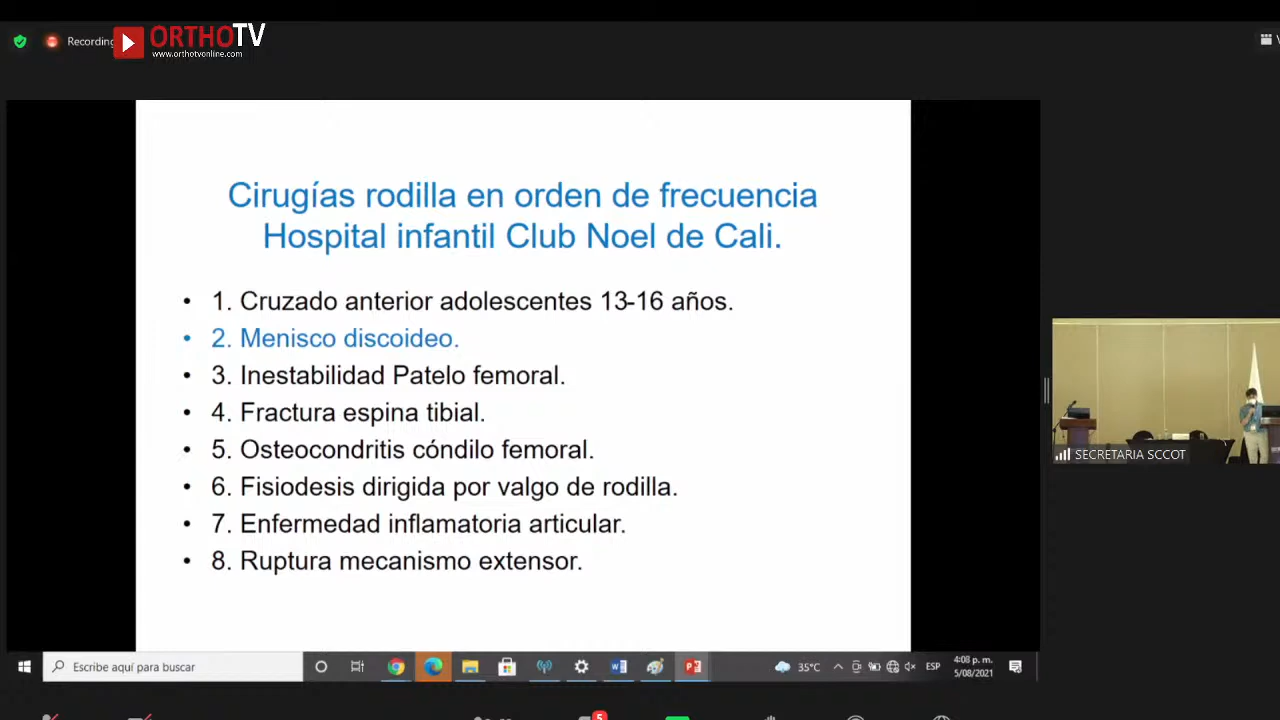 Recording
ORTHOTV
www.orthotvonline.com
Cirugías rodilla en orden de frecuencia
Hospital infantil Club Noel de Cali.
• 1. Cruzado anterior adolescentes 13-16 años.
• 2. Menisco discoideo.
• 3. Inestabilidad Patelo femoral.
• 4. Fractura espina tibial.
• 5. Osteocondritis cóndilo femoral.
• 6. Fisiodesis dirigida por valgo de rodilla.
• 7. Enfermedad inflamatoria articular.
• 8. Ruptura mecanismo extensor.
SECRETARIA SCCOT
Escribe aquí para buscar
35°C
ESP
4:08 p. m.
5/08/2021
5